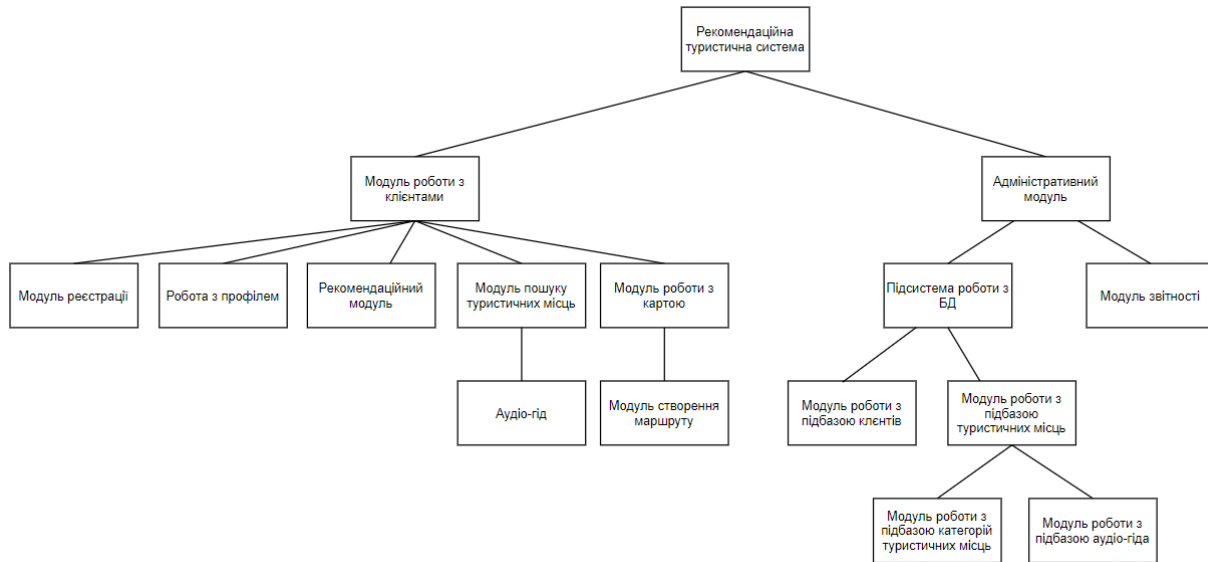 Рекомендаційна
туристична система
Модуль роботи з
клієнтами
Адміністративний
модуль
Модуль реєстрації
Робота з профілем
Рекомендаційний
модуль
Модуль пошуку
туристичних місць
Модуль роботи з
картою
Підсистема роботи з
БД
Модуль звітності
Аудіо-гід
Модуль створення
маршруту
Модуль роботи з
підбазою клєнтів
Модуль роботи з
підбазою
туристичних місць
Модуль роботи з
підбазою категорій
туристичних місць
Модуль роботи з
підбазою аудіо-гіда